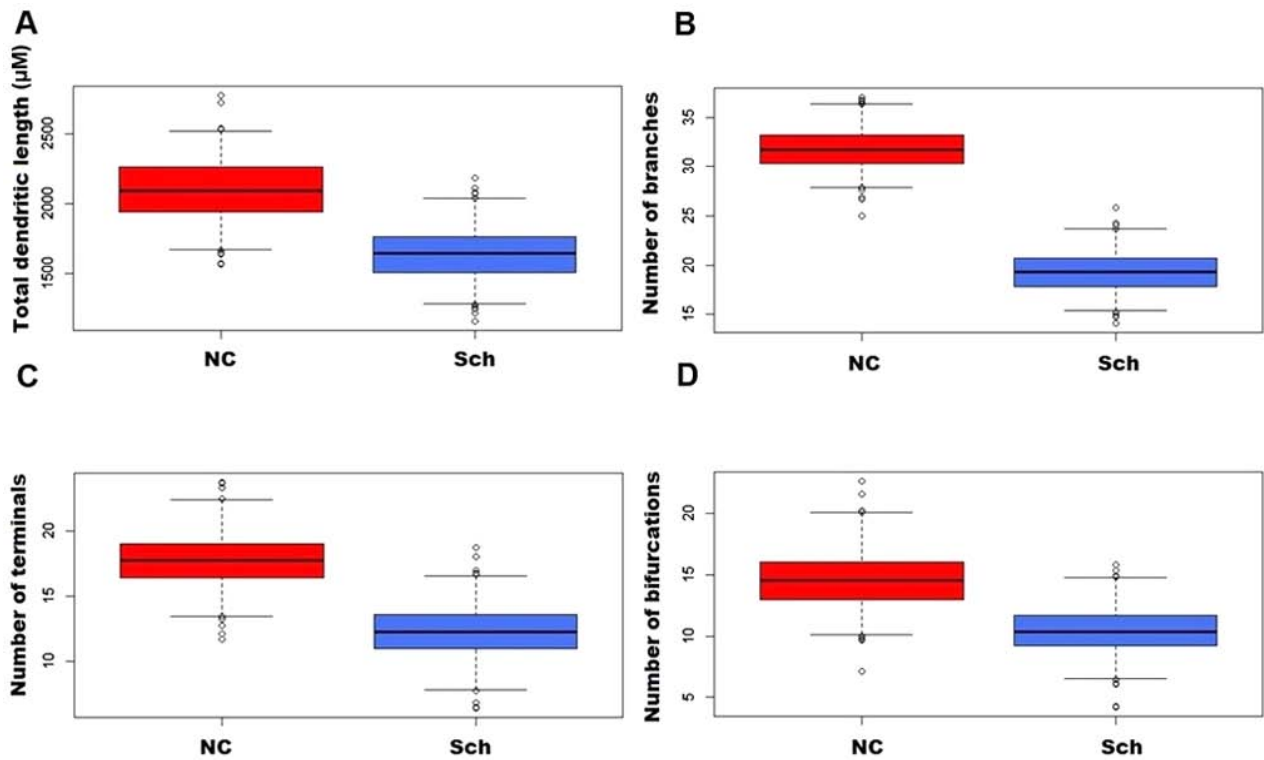 A
Total dendritic length (µM)
2500
2000
1500
NC
Sch
B
Number of branches
35
30
25
20
15
NC
Sch
C
Number of terminals
20
15
10
NC
Sch
D
Number of bifurcations
20
15
10
5
NC
Sch